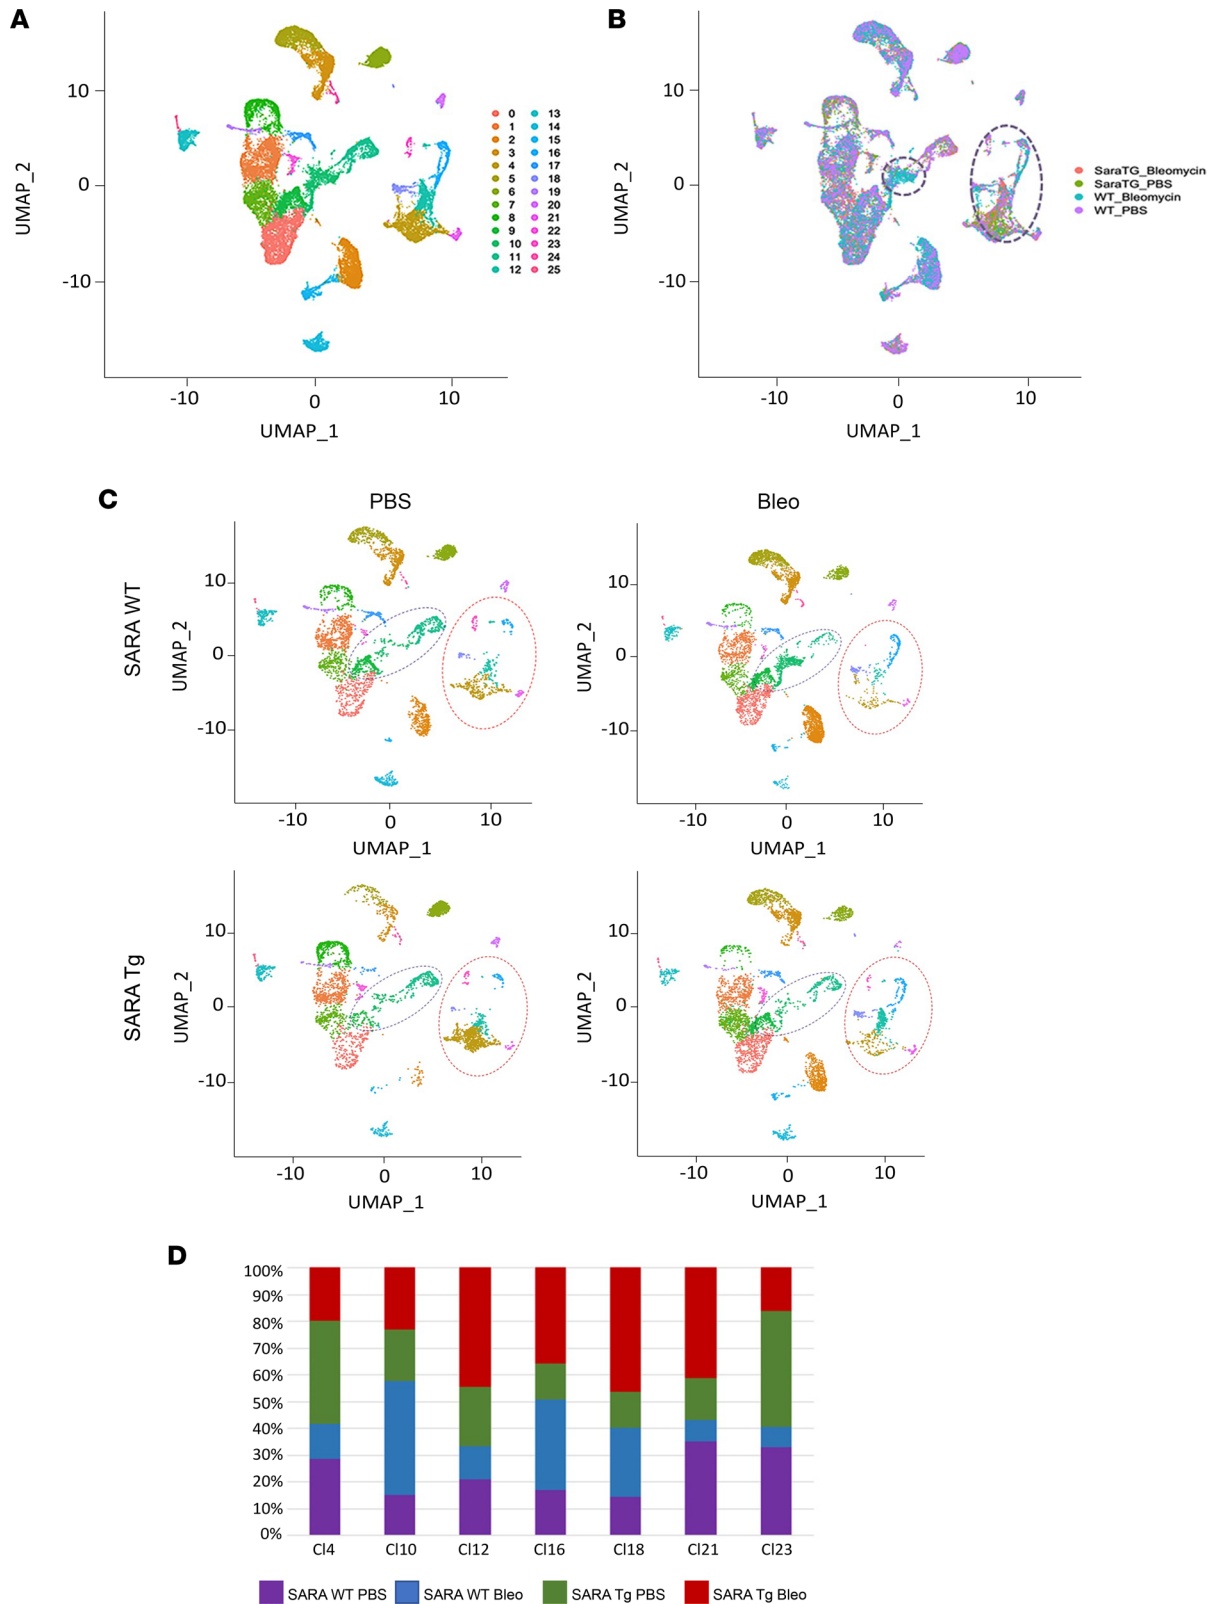 A
B
10
0
-10
UMAP_2
-10
0
10
UMAP_1
0
1
2
3
4
5
6
7
8
9
10
11
12
13
14
15
16
17
18
19
20
21
22
23
24
25
10
0
-10
UMAP_2
-10
0
10
UMAP_1
SaraTG_Bleomycin
SaraTG_PBS
WT_Bleomycin
WT_PBS
C
PBS
Bleo
SARA WT
UMAP_2
10
0
-10
-10
0
10
UMAP_1
UMAP_2
10
0
-10
-10
0
10
UMAP_1
SARA Tg
UMAP_2
10
0
-10
-10
0
10
UMAP_1
UMAP_2
10
0
-10
-10
0
10
UMAP_1
D
100%
90%
80%
70%
60%
50%
40%
30%
20%
10%
0%
Cl4 Cl10 Cl12 Cl16 Cl18 Cl21 Cl23
SARA WT PBS SARA WT Bleo SARA Tg PBS SARA Tg Bleo